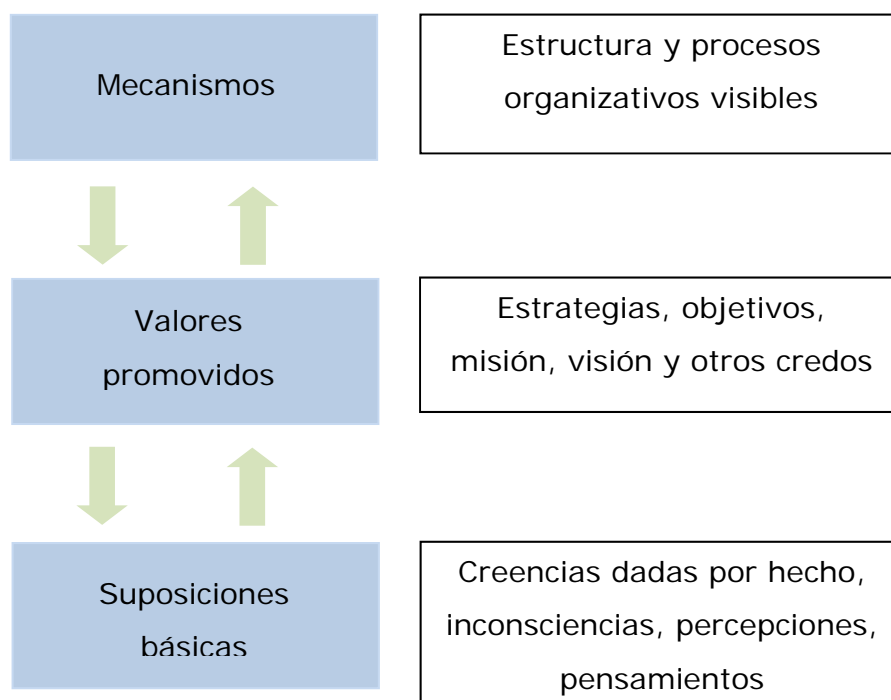 Mecanismos
Estructura y procesos
organizativos visibles
Valores
promovidos
Estrategias, objetivos,
misión, visión y otros credos
Suposiciones
básicas
Creencias dadas por hecho,
inconsciencias, percepciones,
pensamientos